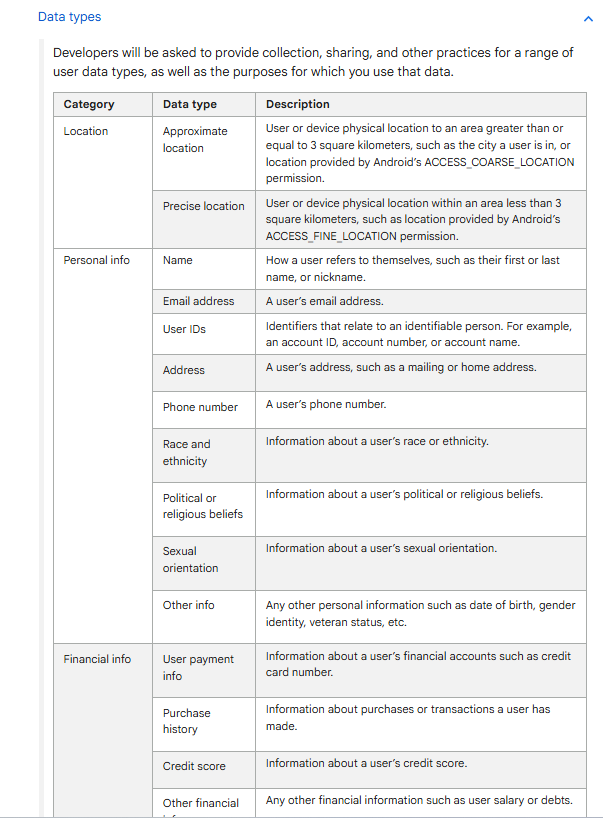 Data types
Developers will be asked to provide collection, sharing, and other practices for a range of
user data types, as well as the purposes for which you use that data.
Category Data type Description
Location
Approximate
location
User or device physical location to an area greater than or
equal to 3 square kilometers, such as the city a user is in, or
location provided by Android's ACCESS_COARSE_LOCATION
permission.
Precise location
User or device physical location within an area less than 3
square kilometers, such as location provided by Android's
ACCESS_FINE_LOCATION permission.
Personal info
Name
How a user refers to themselves, such as their first or last
name, or nickname.
Email address
A user's email address.
User IDs
Identifiers that relate to an identifiable person. For example,
an account ID, account number, or account name.
Address
A user's address, such as a mailing or home address.
Phone number
A user's phone number.
Race and
ethnicity
Information about a user's race or ethnicity.
Political or
religious beliefs
Information about a user's political or religious beliefs.
Sexual
orientation
Information about a user's sexual orientation.
Other info
Any other personal information such as date of birth, gender
identity, veteran status, etc.
Financial info
User payment
info
Information about a user's financial accounts such as credit
card number.
Purchase
history
Information about purchases or transactions a user has
made.
Credit score
Information about a user's credit score.
Other financial
Any other financial information such as user salary or debts.